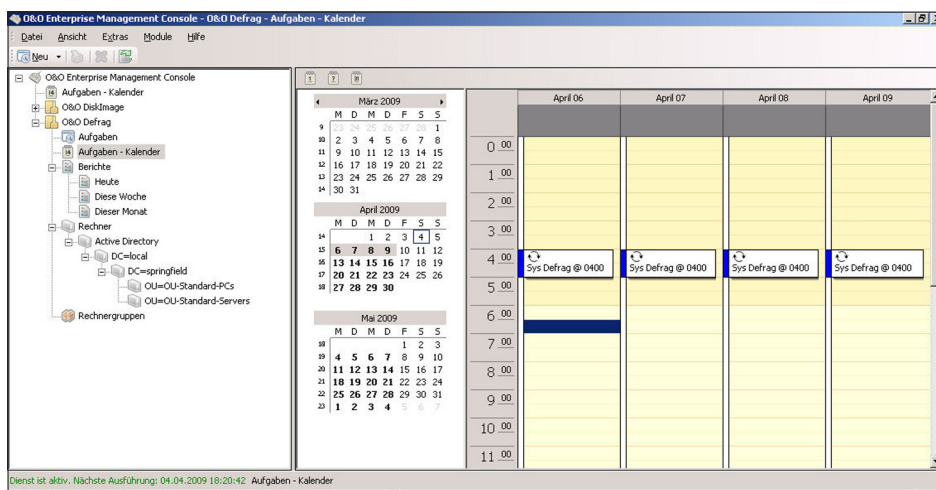 O&O Enterprise Management Console - O&O Defrag - Aufgaben - Kalender
Datei Ansicht Extras Module Hilfe
Neu
O&O Enterprise Management Console
Aufgaben - Kalender
O&O DiskImage
O&O Defrag
Aufgaben
Aufgaben - Kalender
Berichte
Heute
Diese Woche
Dieser Monat
Rechner
Active Directory
DC=local
DC=springfield
OU=OU-Standard-PCs
OU=OU-Standard-Servers
Rechnergruppen
1 7 31
März 2009
M D M D F S S
9 23 24 25 26 27 28 1
10 2 3 4 5 6 7 8
11 9 10 11 12 13 14 15
12 16 17 18 19 20 21 22
13 23 24 25 26 27 28 29
14 30 31
April 2009
M D M D F S S
14 1 2 3 4 5
15 6 7 8 9 10 11 12
16 13 14 15 16 17 18 19
17 20 21 22 23 24 25 26
18 27 28 29 30
Mai 2009
M D M D F S S
18 1 2 3
19 4 5 6 7 8 9 10
20 11 12 13 14 15 16 17
21 18 19 20 21 22 23 24
22 25 26 27 28 29 30 31
23 1 2 3 4 5 6 7
April 06 April 07 April 08 April 09
0 00
1 00
2 00
3 00
4 00
Sys Defrag @ 0400 Sys Defrag @ 0400 Sys Defrag @ 0400 Sys Defrag @ 0400
5 00
6 00
7 00
8 00
9 00
10 00
11 00
Dienst ist aktiv. Nächste Ausführung: 04.04.2009 18:20:42 Aufgaben - Kalender